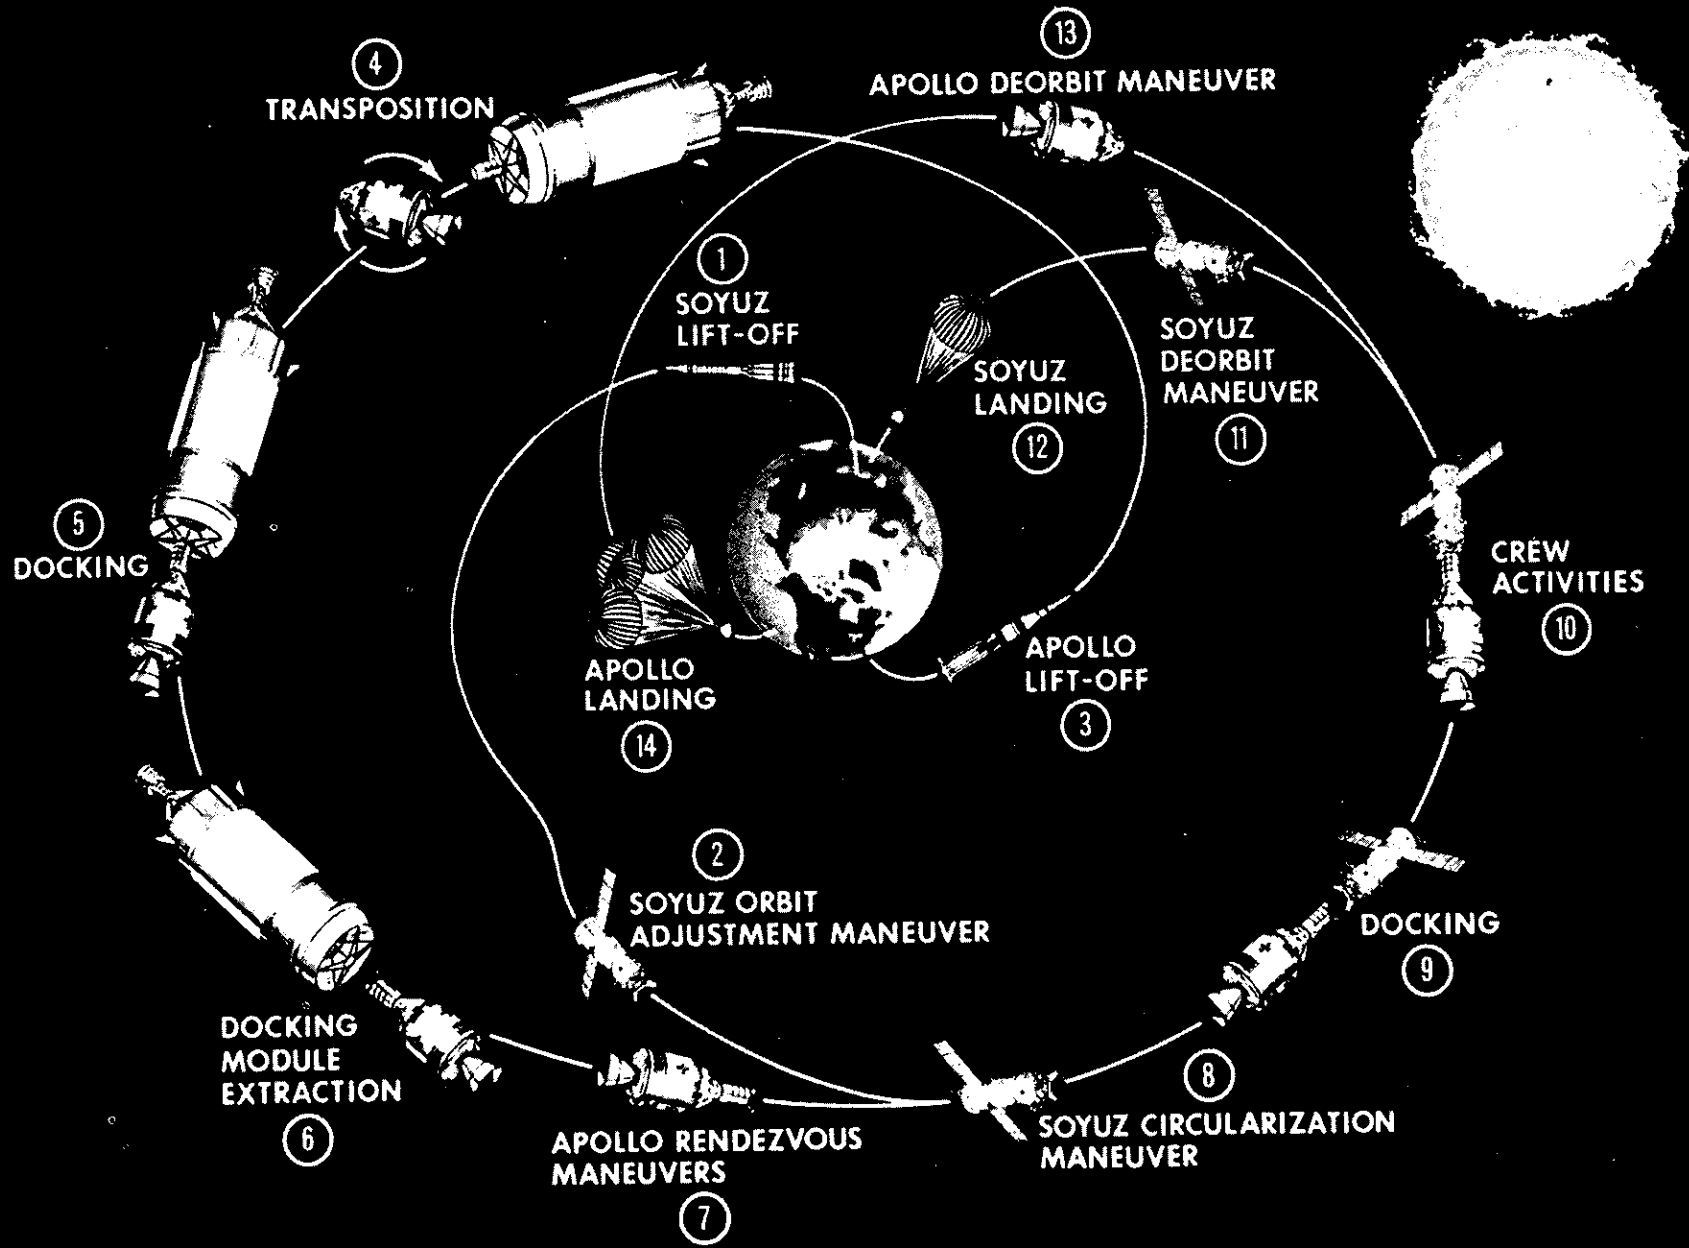 13
APOLLO DEORBIT MANEUVER
4
TRANSPOSITION
1
SOYUZ
LIFT-OFF
SOYUZ
LANDING
12
SOYUZ
DEORBIT
MANEUVER
11
5
DOCKING
CREW
ACTIVITIES
10
APOLLO
LANDING
14
APOLLO
LIFT-OFF
3
2
SOYUZ ORBIT
ADJUSTMENT MANEUVER
DOCKING
9
DOCKING
MODULE
EXTRACTION
6
APOLLO RENDEZVOUS
MANEUVERS
7
8
SOYUZ CIRCULARIZATION
MANEUVER